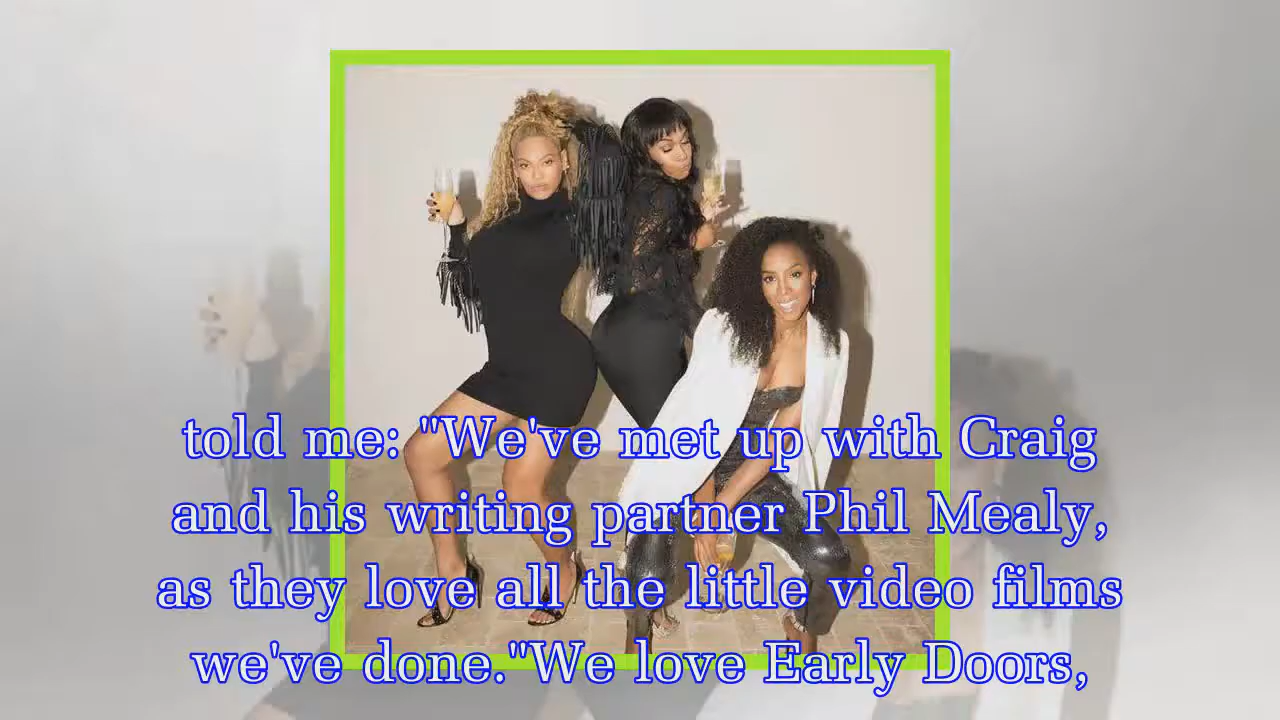 told me: "We've met up with Craig
and his writing partner Phil Mealy,
as they love all the little video films
we've done."We love Early Doors,